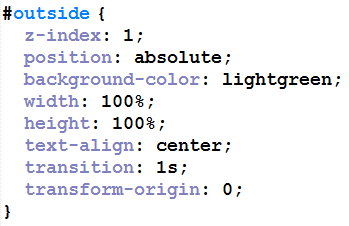 #outside {
z-index: 1;
position: absolute;
background-color: lightgreen;
width: 100%;
height: 100%;
text-align: center;
transition: 1s;
transform-origin: 0;
}